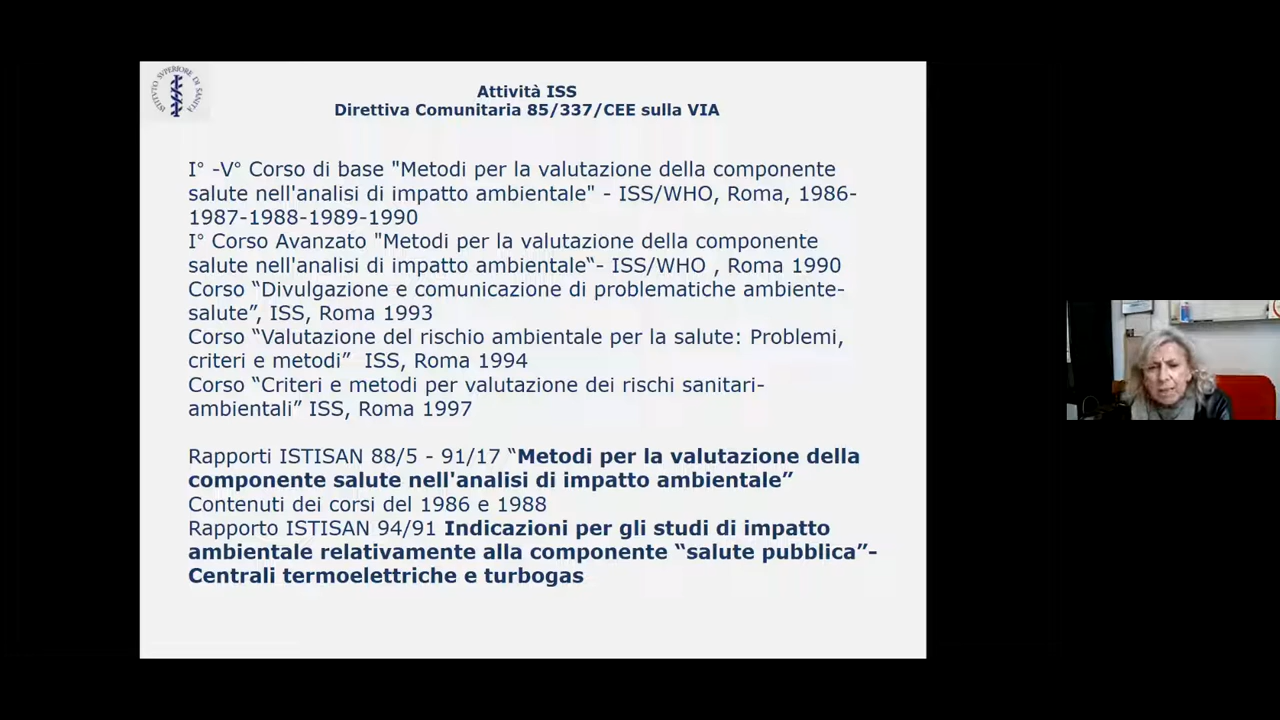 ISTITVTO SVPERIORE DI SANITÀ
Attività ISS
Direttiva Comunitaria 85/337/CEE sulla VIA
I° -V° Corso di base "Metodi per la valutazione della componente
salute nell'analisi di impatto ambientale" - ISS/WHO, Roma, 1986-
1987-1988-1989-1990
I° Corso Avanzato "Metodi per la valutazione della componente
salute nell'analisi di impatto ambientale“- ISS/WHO , Roma 1990
Corso “Divulgazione e comunicazione di problematiche ambiente-
salute”, ISS, Roma 1993
Corso “Valutazione del rischio ambientale per la salute: Problemi,
criteri e metodi”  ISS, Roma 1994
Corso “Criteri e metodi per valutazione dei rischi sanitari-
ambientali” ISS, Roma 1997
Rapporti ISTISAN 88/5 - 91/17 “Metodi per la valutazione della
componente salute nell'analisi di impatto ambientale”
Contenuti dei corsi del 1986 e 1988
Rapporto ISTISAN 94/91 Indicazioni per gli studi di impatto
ambientale relativamente alla componente “salute pubblica”-
Centrali termoelettriche e turbogas